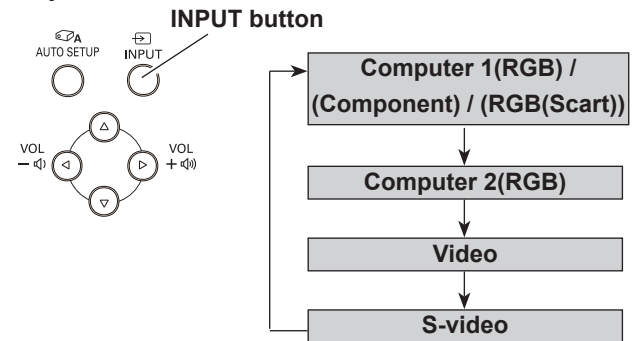 INPUT button
A
AUTO SETUP
INPUT
VOL
−
VOL
+
Computer 1(RGB) /
(Component) / (RGB(Scart))
Computer 2(RGB)
Video
S-video